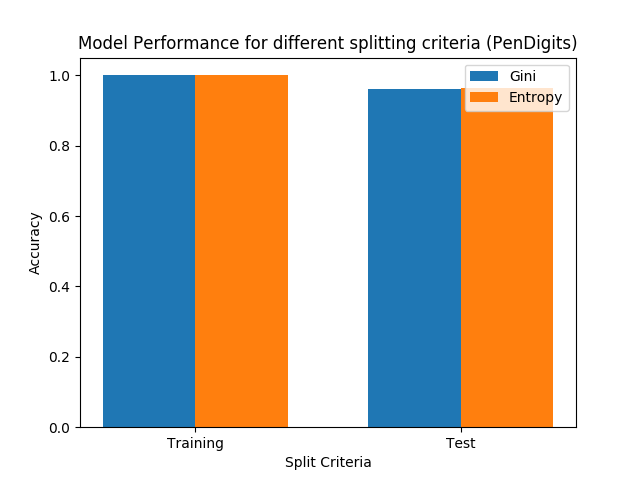 Model Performance for different splitting criteria (PenDigits)
Gini
Entropy
1.0
0.8
0.6
0.4
0.2
0.0
Accuracy
Training
Test
Split Criteria